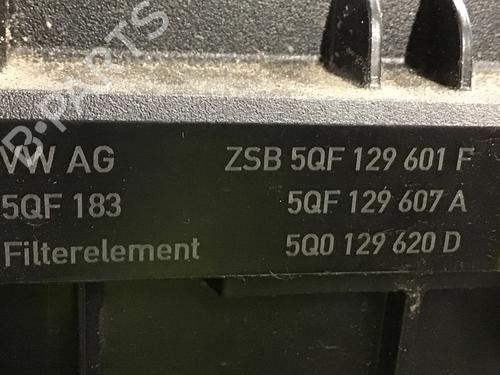 B-PARTS
VW AG ZSB 5QF 129 601 F
5QF 183 5QF 129 607 A
Filterelement 5Q0 129 620 D